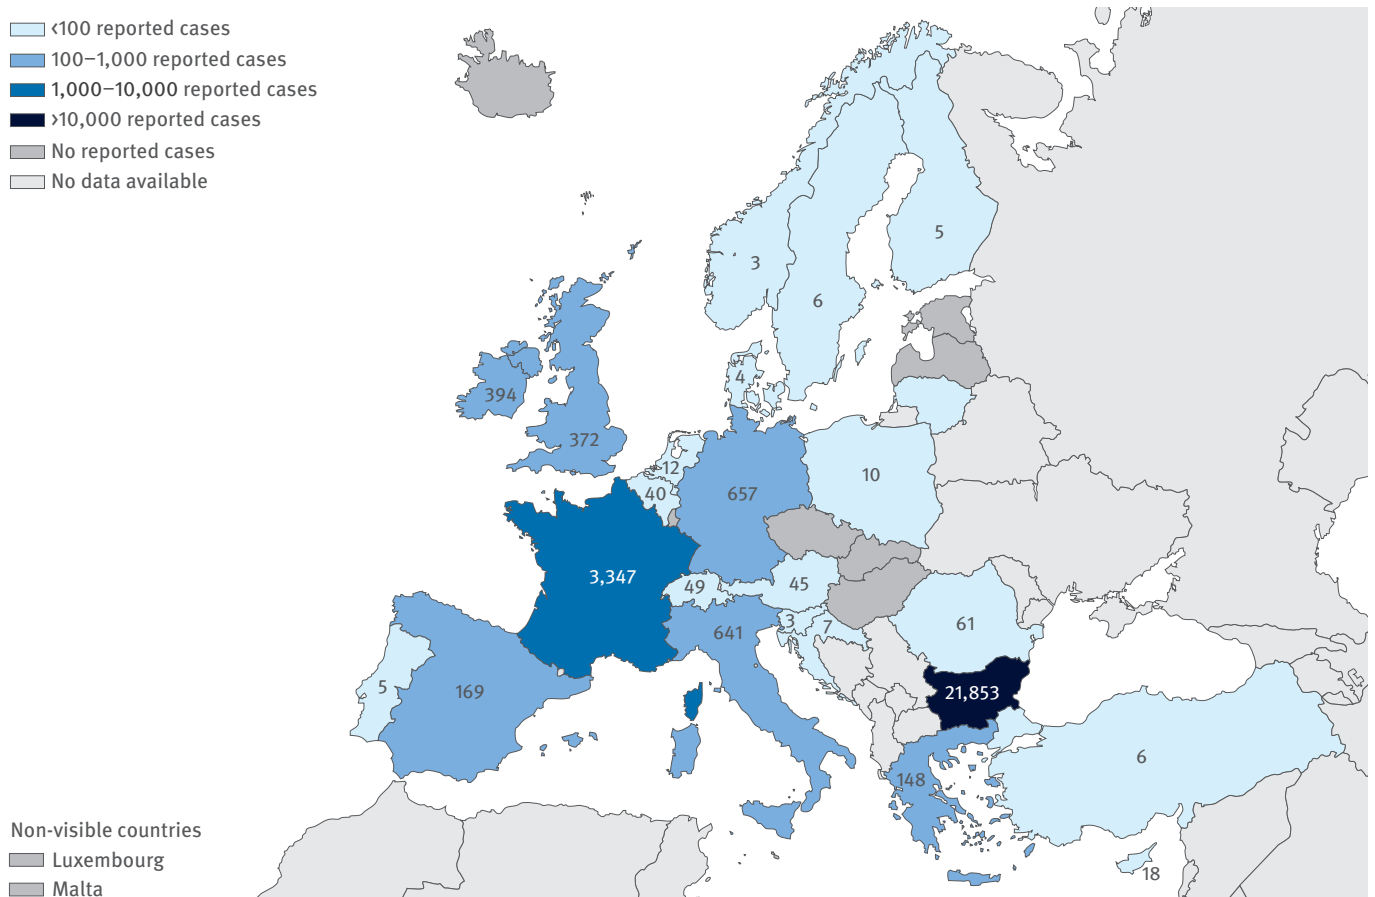 <100 reported cases
100–1,000 reported cases
1,000–10,000 reported cases
>10,000 reported cases
No reported cases
No data available
5
3
6
4
394
372
12
10
40
657
3,347
49
45
3
7
61
641
5
169
21,853
6
148
18
Non-visible countries
Luxembourg
Malta